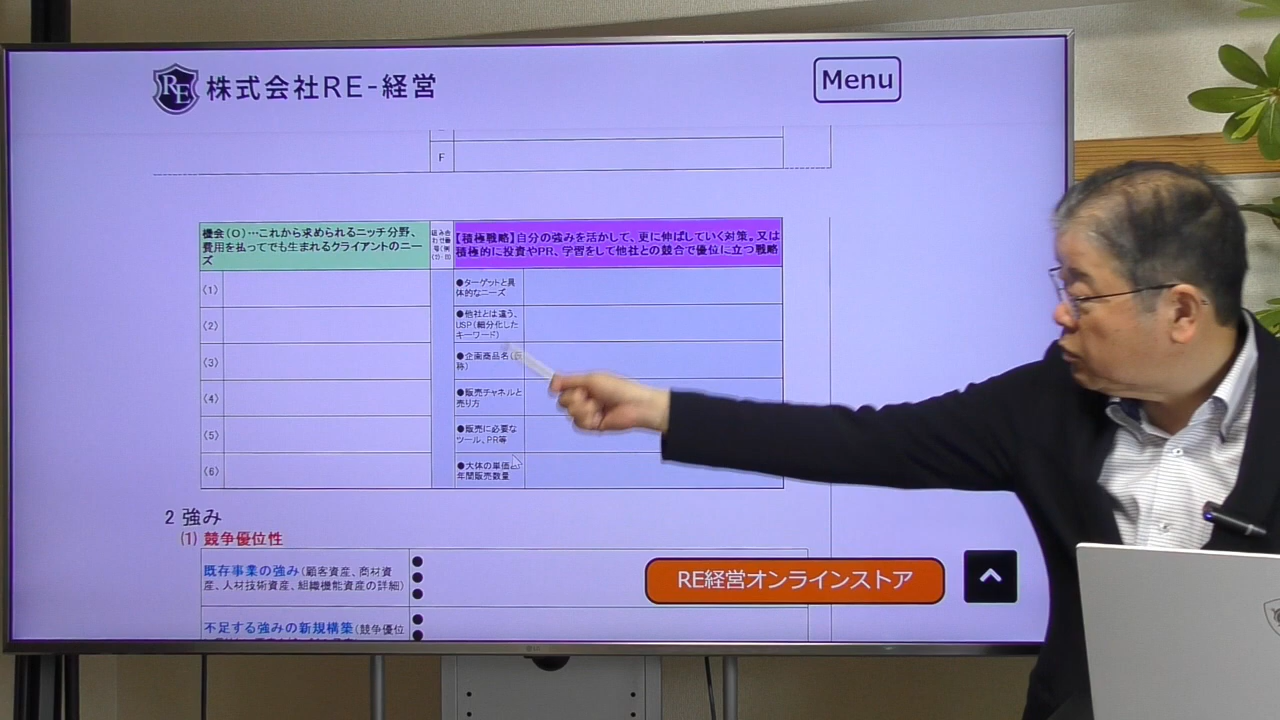 RE 株式会社RE-経営
Menu
F
機会（O）…これから求められるニッチ分野、
費用を払ってでも生まれるクライアントのニー
ズ
組み合
【積極戦略】自分の強みを活かして、更に伸ばしていく対策。又は
積極的に投資やPR、学習をして他社との競合で優位に立つ戦略
（1）
●ターゲットと具
体的なニーズ
（2）
●他社とは違う、
USP（細分化した
キーワード）
（3）
●企画商品名（仮
称）
（4）
●販売チャネルと
売り方
（5）
●販売に必要な
ツール、PR等
（6）
●大体の単価と
年間販売数量
2 強み
(1) 競争優位性
既存事業の強み（顧客資産、商材資
産、人材技術資産、組織機能資産の詳細）
●
●
●
RE経営オンラインストア
不足する強みの新規構築（競争優位
●
●
LG